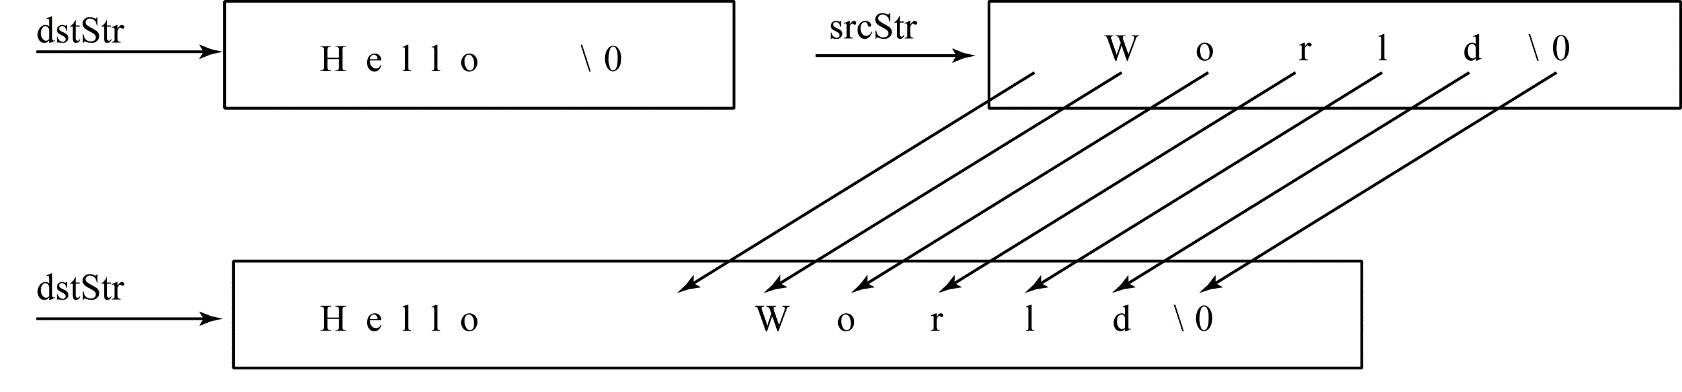 dstStr
H e l l o \ 0
srcStr
W o r l d \ 0
dstStr
H e l l o W o r l d \ 0